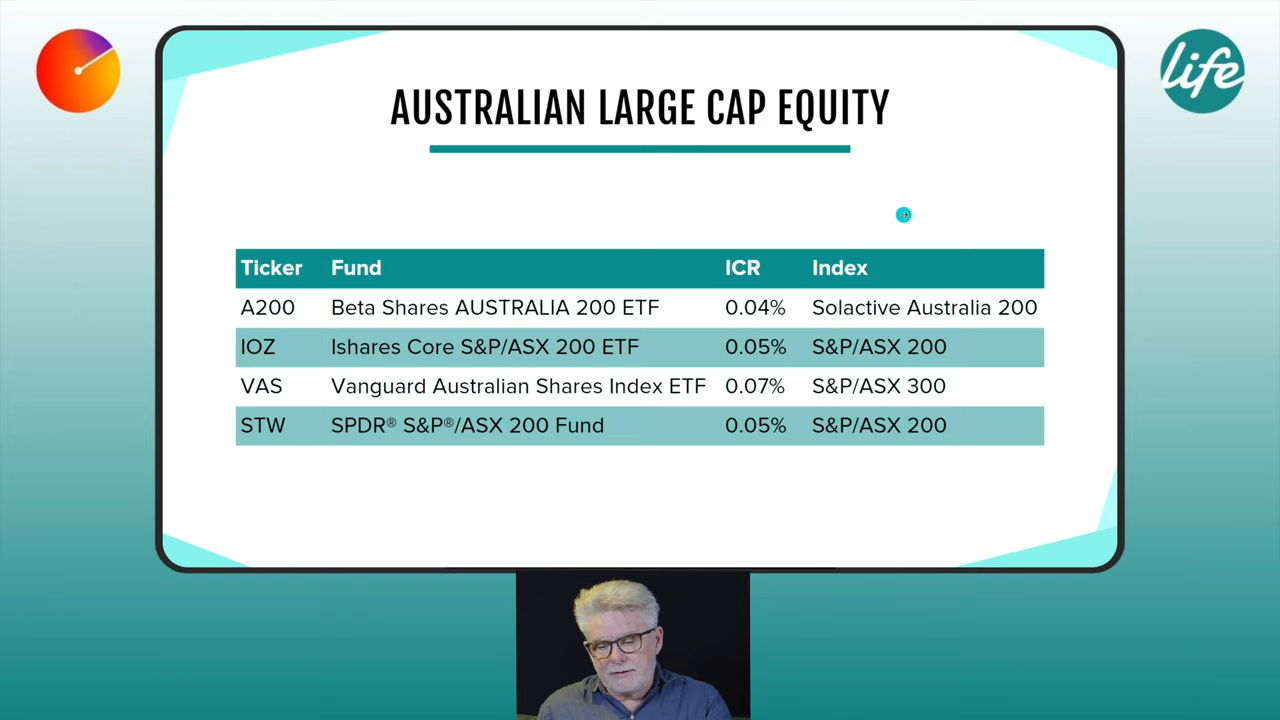 life
AUSTRALIAN LARGE CAP EQUITY
Ticker Fund ICR Index
A200 Beta Shares AUSTRALIA 200 ETF 0.04% Solactive Australia 200
IOZ Ishares Core S&P/ASX 200 ETF 0.05% S&P/ASX 200
VAS Vanguard Australian Shares Index ETF 0.07% S&P/ASX 300
STW SPDR® S&P®/ASX 200 Fund 0.05% S&P/ASX 200